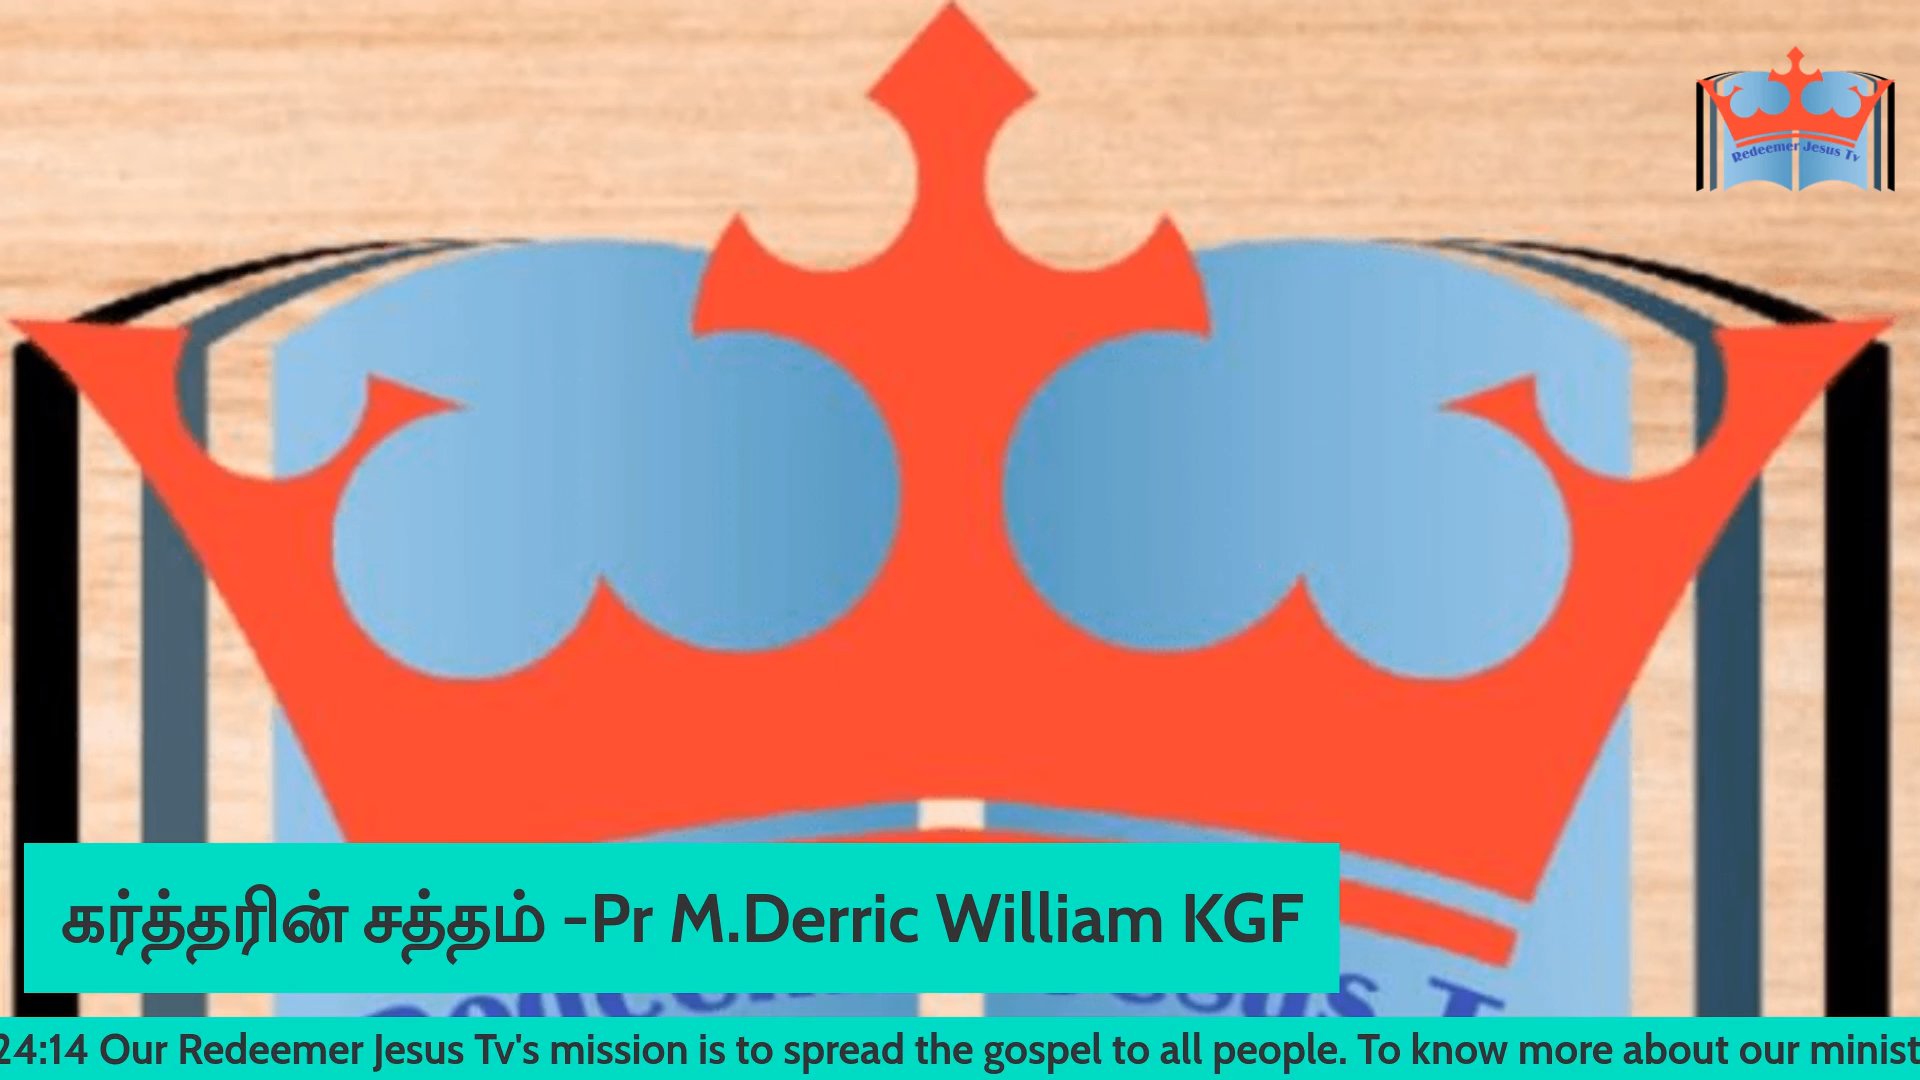 Redeemer Jesus Tv
கர்த்தரின் சத்தம் -Pr M.Derric William KGF
24:14 Our Redeemer Jesus Tv's mission is to spread the gospel to all people. To know more about our minist